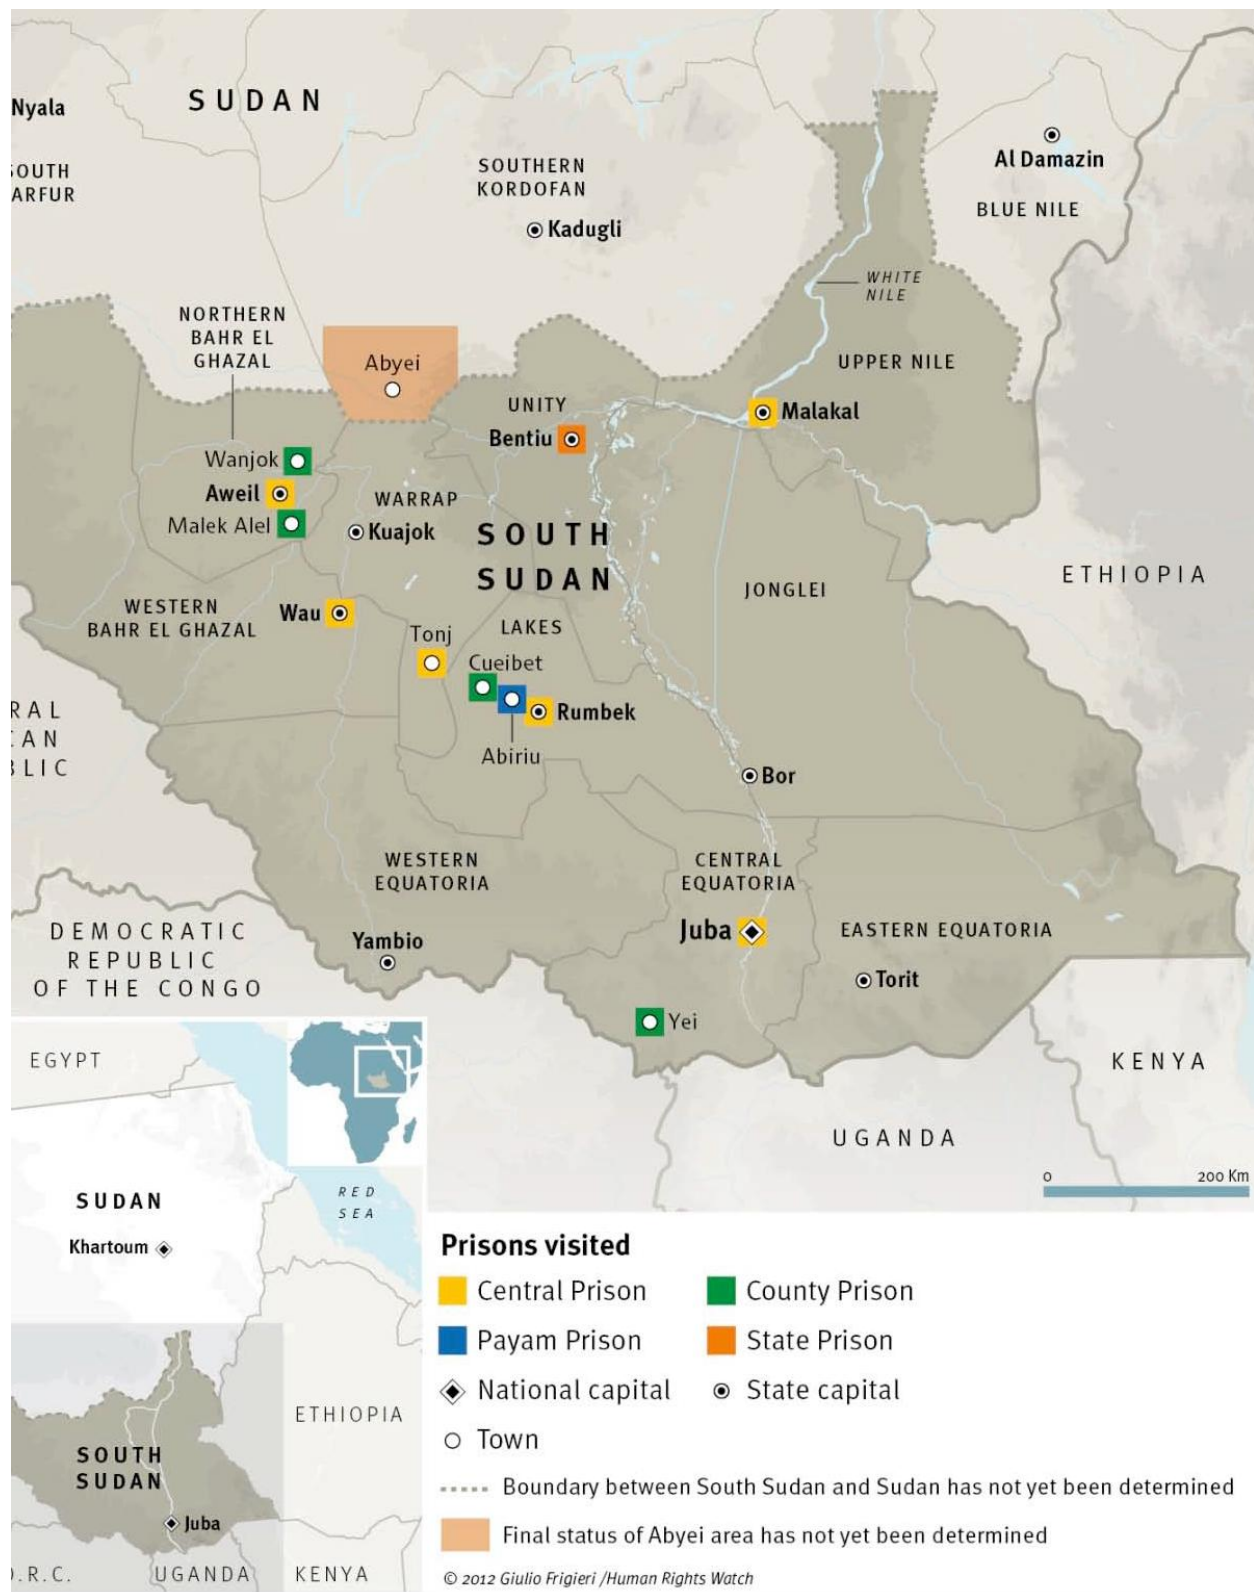 Nyala
SUDAN
SOUTH
ARFUR
SOUTHERN
KORDOFAN
Kadugli
Al Damazin
BLUE NILE
WHITE
NILE
NORTHERN
BAHR EL
GHAZAL
Abyei
UPPER NILE
UNITY
Bentiu
Malakal
Wanjok
Aweil
Malek Alel
WARRAP
Kuajok
SOUTH
SUDAN
ETHIOPIA
JONGLEI
WESTERN
BAHR EL GHAZAL
Wau
Tonj
LAKES
Cueibet
Rumbek
Abiriu
RAL
AN
BLIC
Bor
WESTERN
EQUATORIA
CENTRAL
EQUATORIA
Juba
EASTERN EQUATORIA
DEMOCRATIC
REPUBLIC
OF THE CONGO
Yambio
Torit
Yei
KENYA
UGANDA
0 200 Km
EGYPT
RED
SEA
SUDAN
Khartoum
ETHIOPIA
SOUTH
SUDAN
Juba
.R.C.
UGANDA
KENYA
Prisons visited
Central Prison
County Prison
Payam Prison
State Prison
National capital
State capital
Town
Boundary between South Sudan and Sudan has not yet been determined
Final status of Abyei area has not yet been determined
© 2012 Giulio Frigieri /Human Rights Watch